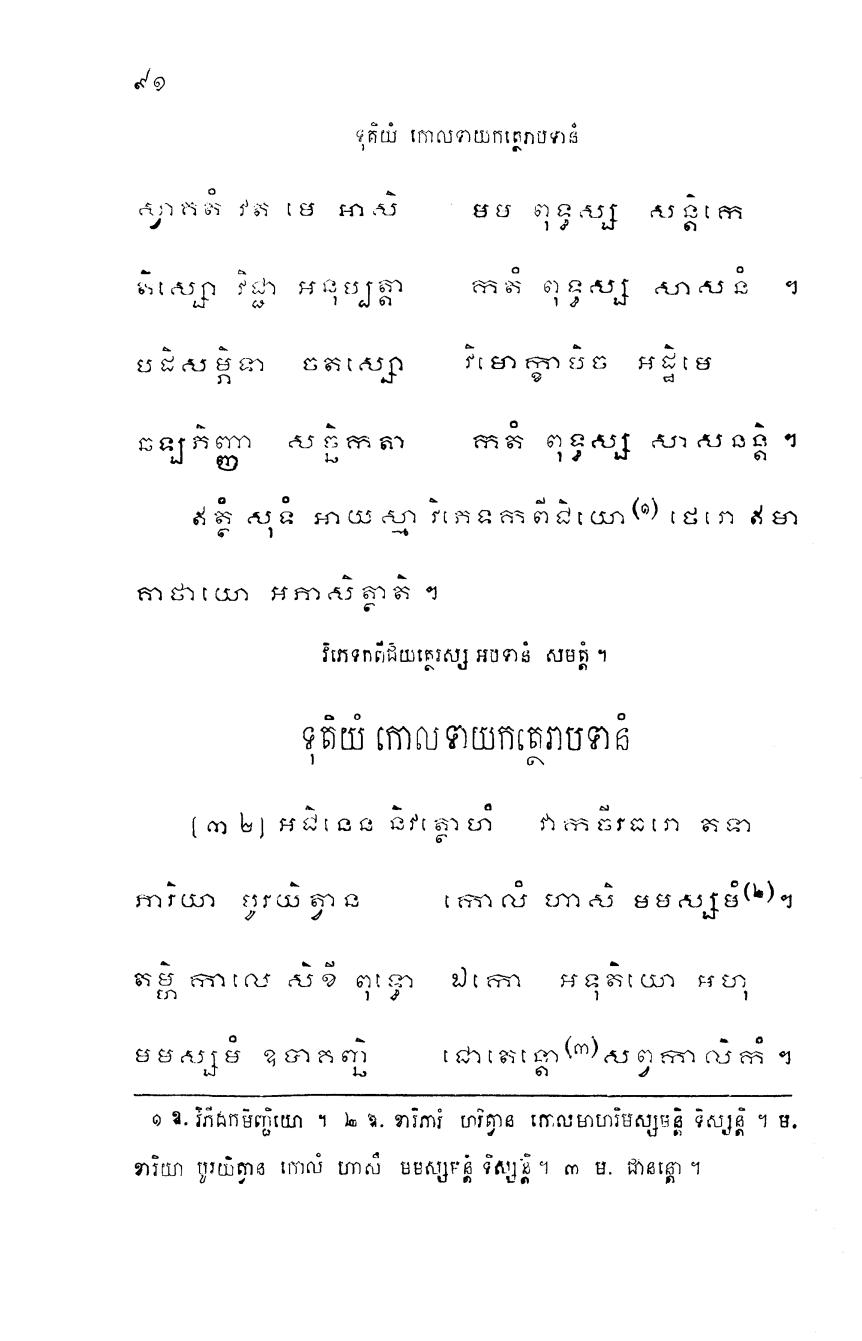 ៩១
ទុតិយំ កោលទាយកត្ថេរាបទានំ
ស្វាគតំ វត មេ អាសិ មម ពុទ្ធស្ស សន្តិកេ
តិស្សោ វិជ្ជា អនុប្បត្តា កតំ ពុទ្ធស្ស សាសនំ ។
បដិសម្ភិទា ចតស្សោ វិមោក្ខាបិច អដ្ឋិមេ
ឆឡ្បភិញ្ញា សច្ឆិកតា កតំ ពុទ្ធស្ស សាសនន្តិ ។
ឥត្ថំ សុទំ អាយស្មា វិភេទកពីជិយោ(១) ថេរោ ឥមា
គាថាយោ អភាសិត្ថាតិ ។
វិភេទកពីជិយត្ថេរស្ស អបទានំ សមត្តំ ។
ទុតិយំ កោលទាយកត្ថេរាបទានំ
[៣២] អជិនេន និវត្ថោហំ វាកចីរធរោ តទា
ភារិយា បូរយិត្វាន កោលំ ហាសិ មមស្សមំ(២) ។
តម្ហិ កាលេ សិខី ពុទ្ធោ ឯកោ អទុតិយោ អហុ
មមស្សមំ ឧបាគញ្ឆិ ជោតេន្តោ(៣) សព្វកាលិកំ ។
១ ឱ. វិភីដកមិញ្ជិយោ ។ ២ ឱ. ខារិភារំ ហរិត្វាន កោលមាហរិមស្សមន្តិ ទិស្សន្តិ ។ ម.
ខារិយា បូរយិត្វាន កោលំ ហាសឹ មមស្សមន្តំ ទិស្សន្តិ ។ ៣ ម. ជានន្តោ ។